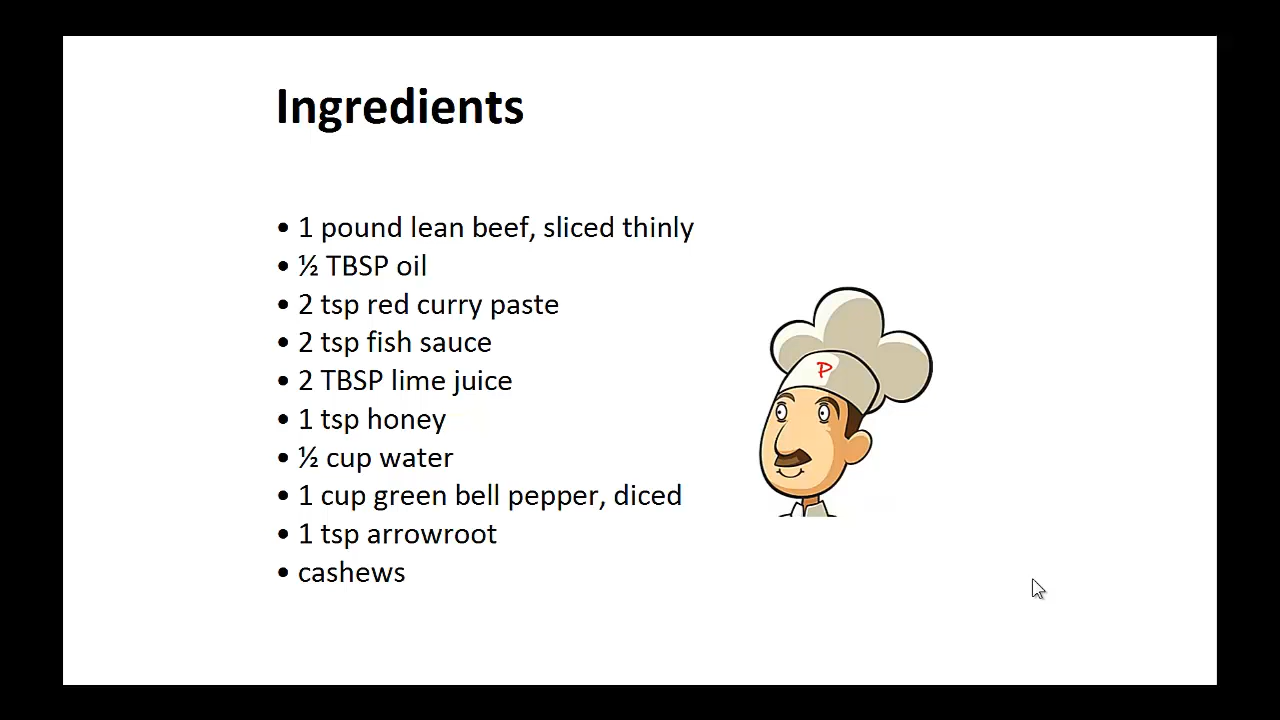 Ingredients
• 1 pound lean beef, sliced thinly
• ½ TBSP oil
• 2 tsp red curry paste
• 2 tsp fish sauce
• 2 TBSP lime juice
• 1 tsp honey
• ½ cup water
• 1 cup green bell pepper, diced
• 1 tsp arrowroot
• cashews
P